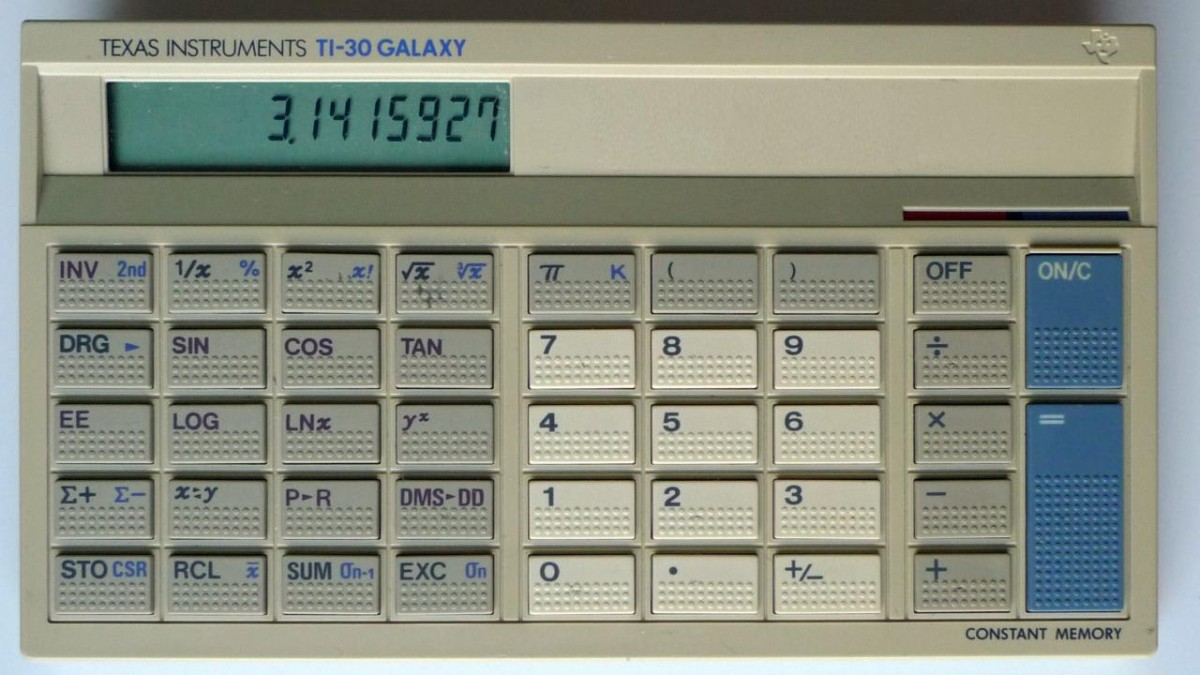 TEXAS INSTRUMENTS TI-30 GALAXY
3.1415927
INV 2nd 1/x % x² x! √x ∛x π K ( ) OFF ON/C
DRG ► SIN COS TAN 7 8 9 ÷
EE LOG LNx yˣ 4 5 6 × =
Σ+ Σ− x:y P►R DMS►DD 1 2 3 −
STO CSR RCL x̄ SUM σn-1 EXC σn 0 . +/− +
CONSTANT MEMORY